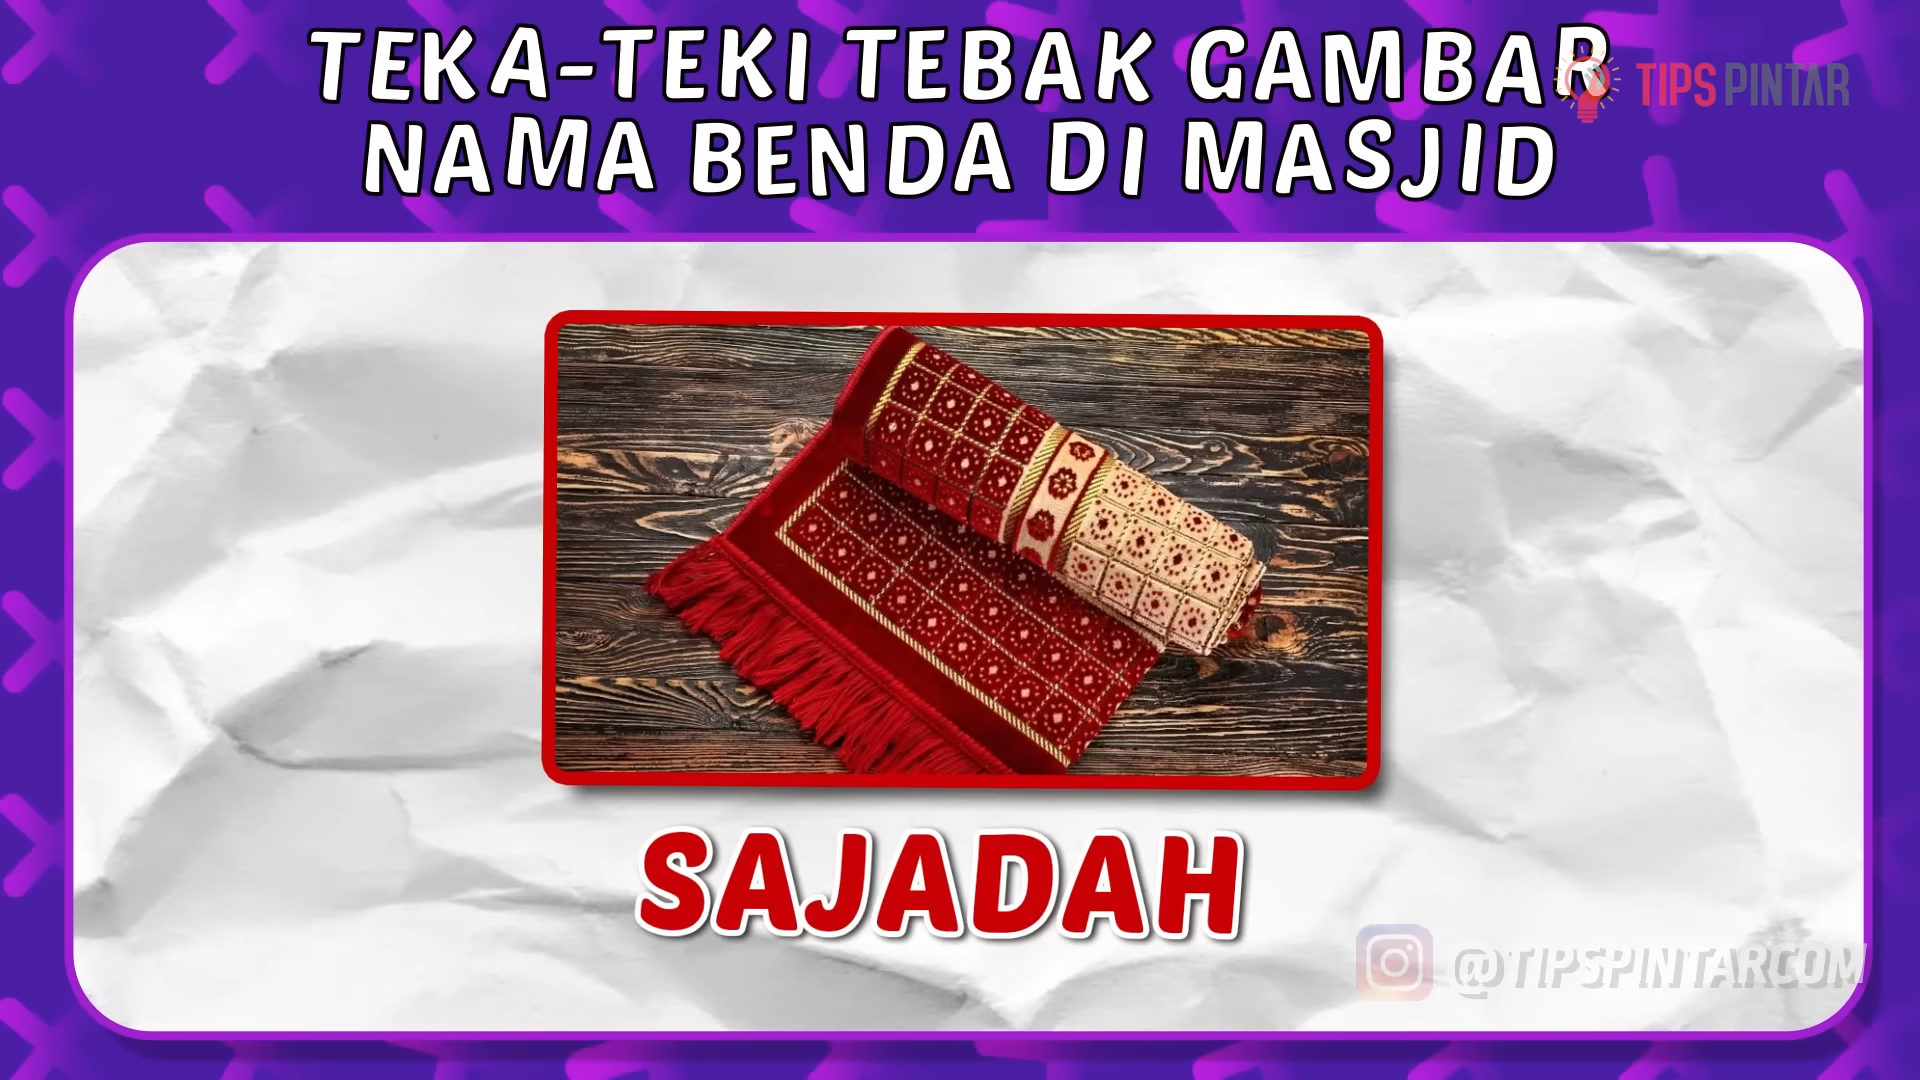 TEKA-TEKI TEBAK GAMBAR
NAMA BENDA DI MASJID
TIPS PINTAR
SAJADAH
@TIPSPINTARCOM